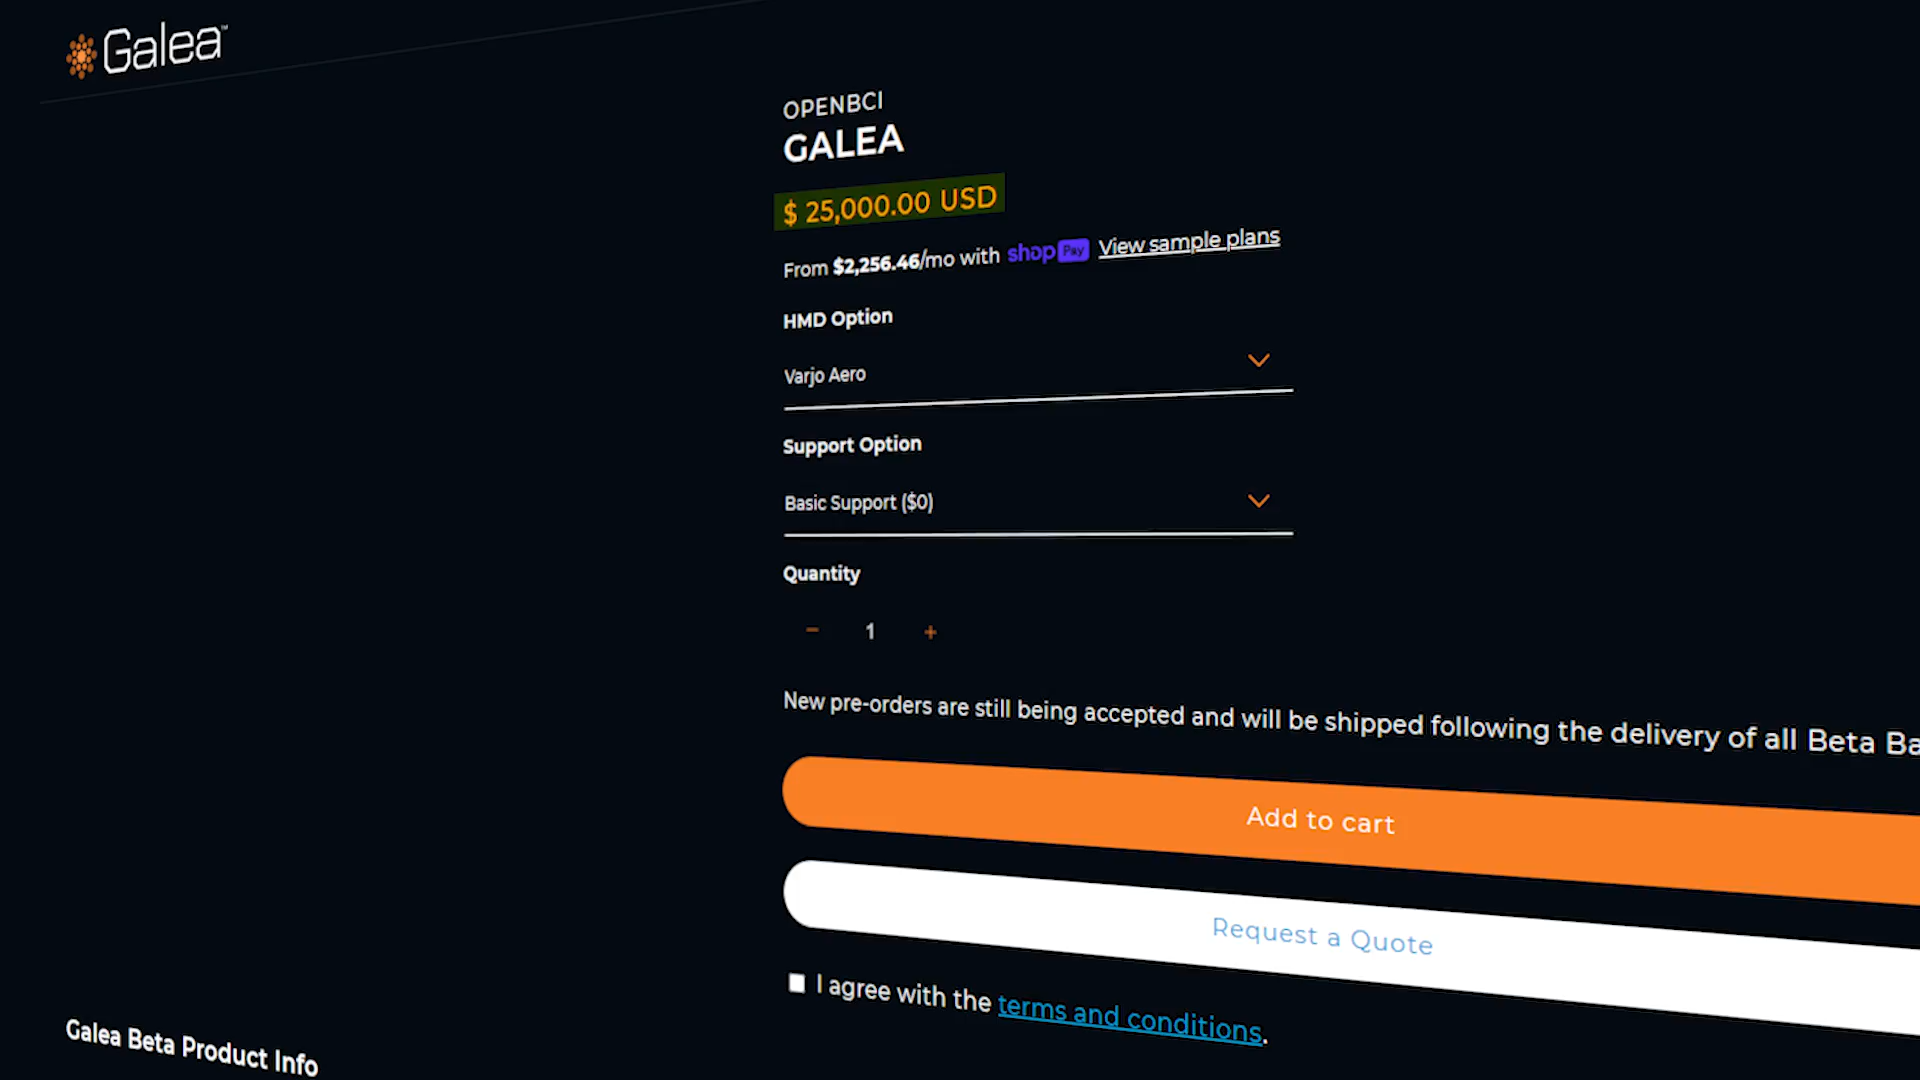 Galea™
OPENBCI
GALEA
$ 25,000.00 USD
From $2,256.46/mo with shop Pay View sample plans
HMD Option
Varjo Aero
Support Option
Basic Support ($0)
Quantity
− 1 +
New pre-orders are still being accepted and will be shipped following the delivery of all Beta Ba
Add to cart
Request a Quote
I agree with the terms and conditions.
Galea Beta Product Info